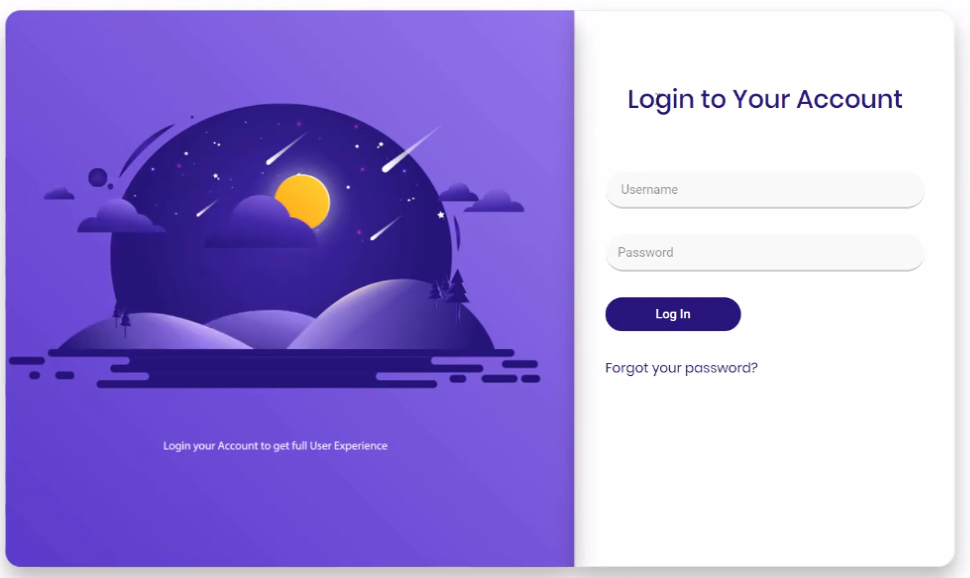 Login to Your Account
Username
Password
Log In
Forgot your password?
Login your Account to get full User Experience